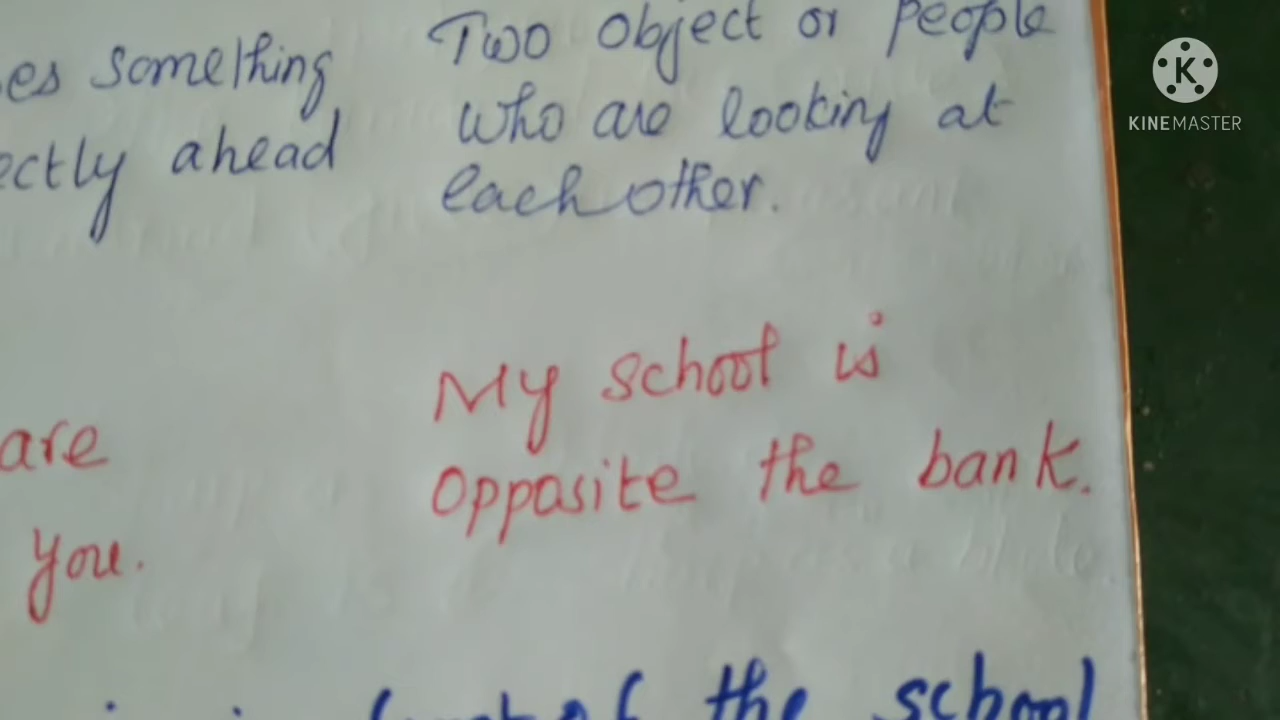 es something
ectly ahead
Two object or people
who are looking at
each other.
are
you.
My school is
opposite the bank.
of the school
KINEMASTER